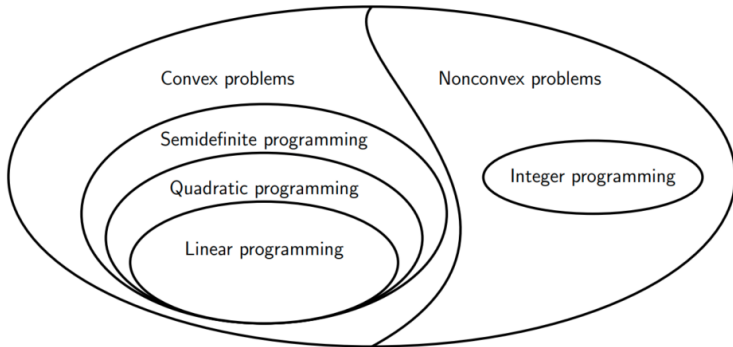 Convex problems
Nonconvex problems
Semidefinite programming
Quadratic programming
Linear programming
Integer programming